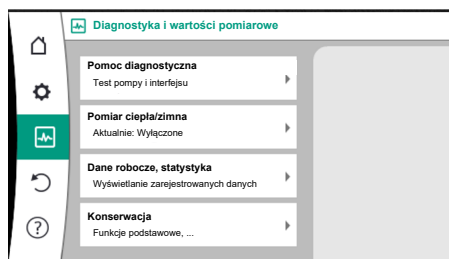 Diagnostyka i wartości pomiarowe
Pomoc diagnostyczna
Test pompy i interfejsu
Pomiar ciepła/zimna
Aktualnie: Wyłączone
Dane robocze, statystyka
Wyświetlanie zarejestrowanych danych
Konserwacja
Funkcje podstawowe, ...
?